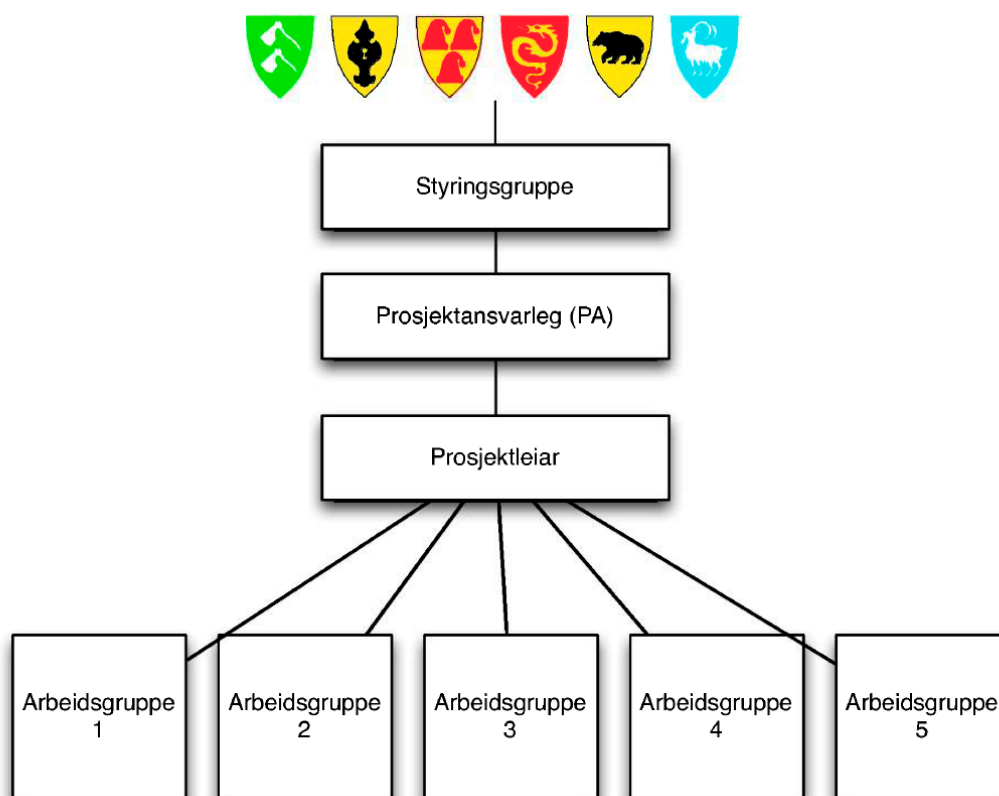 Styringsgruppe
Prosjektansvarleg (PA)
Prosjektleiar
Arbeidsgruppe
1
Arbeidsgruppe
2
Arbeidsgruppe
3
Arbeidsgruppe
4
Arbeidsgruppe
5